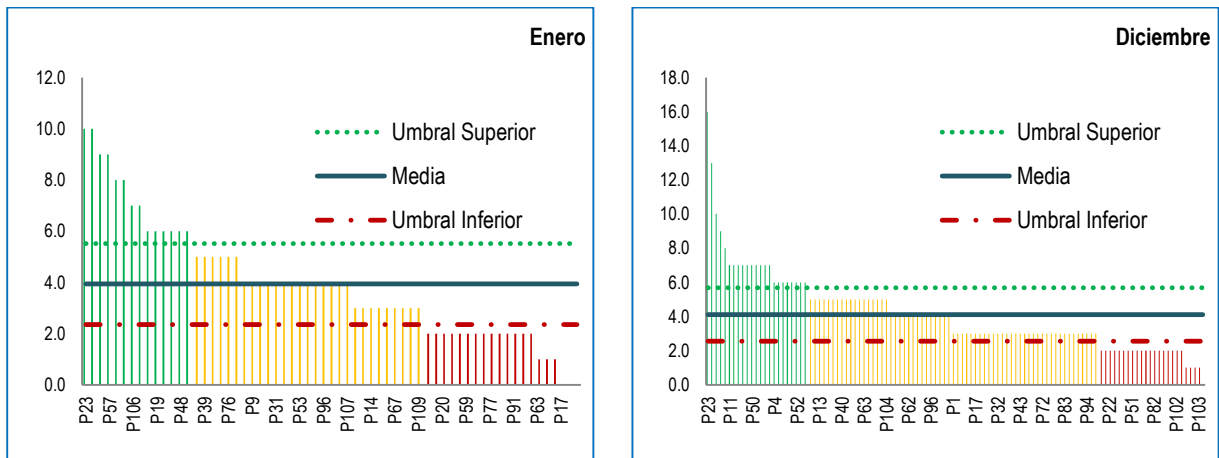 Enero
12.0
10.0
8.0
6.0
4.0
2.0
0.0
Umbral Superior
Media
Umbral Inferior
P23 P57 P106 P19 P48 P39 P76 P9 P31 P53 P96 P107 P14 P67 P109 P20 P59 P77 P91 P63 P17
Diciembre
18.0
16.0
14.0
12.0
10.0
8.0
6.0
4.0
2.0
0.0
Umbral Superior
Media
Umbral Inferior
P23 P11 P50 P4 P52 P13 P40 P63 P104 P62 P96 P1 P17 P32 P43 P72 P83 P94 P22 P51 P82 P102 P103